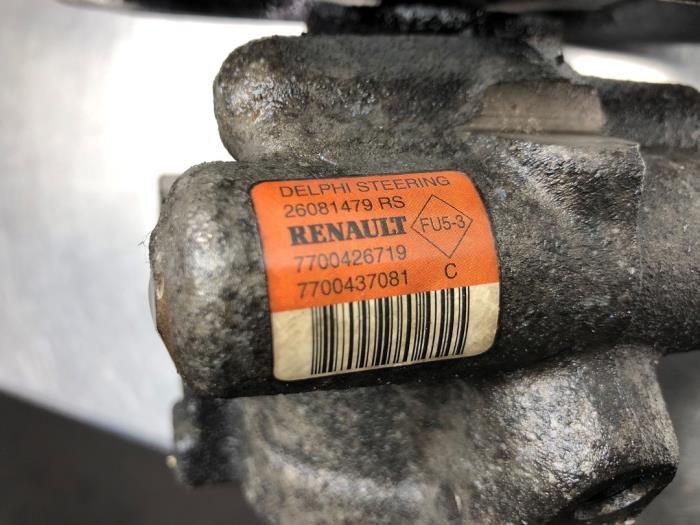 DELPHI STEERING
26081479 RS
RENAULT FU5-3
7700426719
7700437081 C